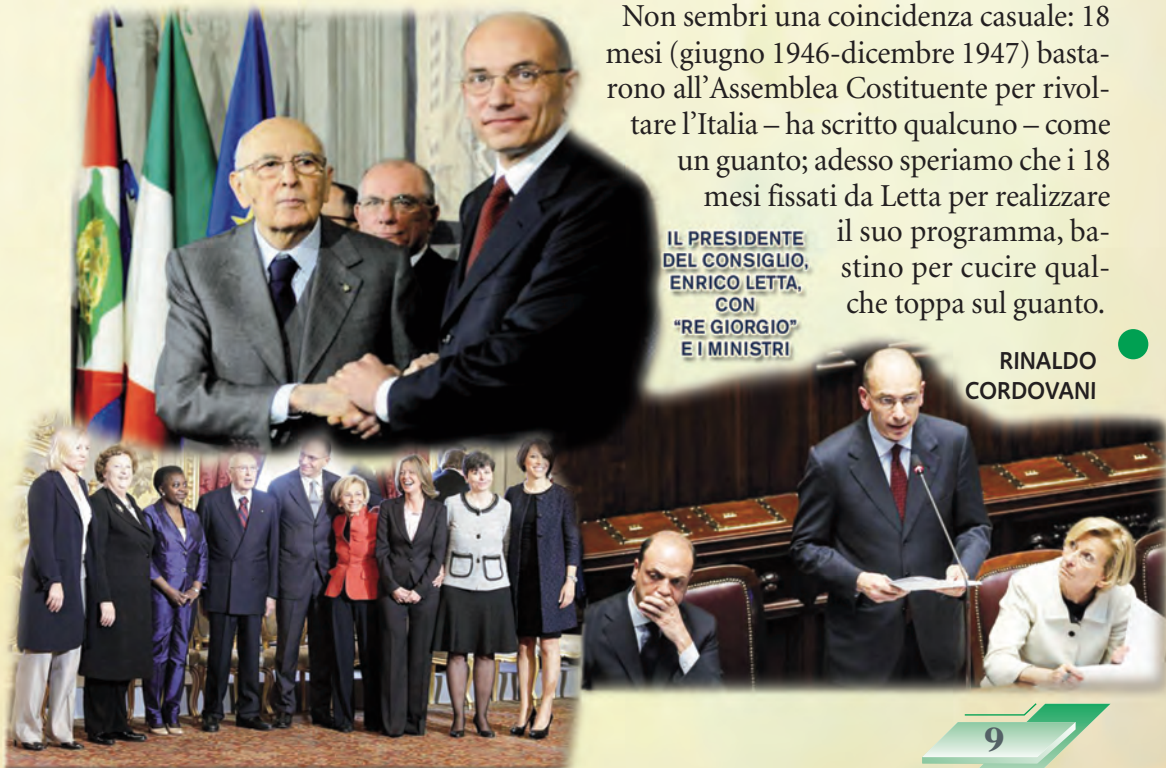 Non sembri una coincidenza casuale: 18
mesi (giugno 1946-dicembre 1947) basta-
rono all’Assemblea Costituente per rivol-
tare l’Italia – ha scritto qualcuno – come
un guanto; adesso speriamo che i 18
mesi fissati da Letta per realizzare
il suo programma, ba-
stino per cucire qual-
che toppa sul guanto.
IL PRESIDENTE
DEL CONSIGLIO,
ENRICO LETTA,
CON
“RE GIORGIO”
E I MINISTRI
RINALDO
CORDOVANI
9